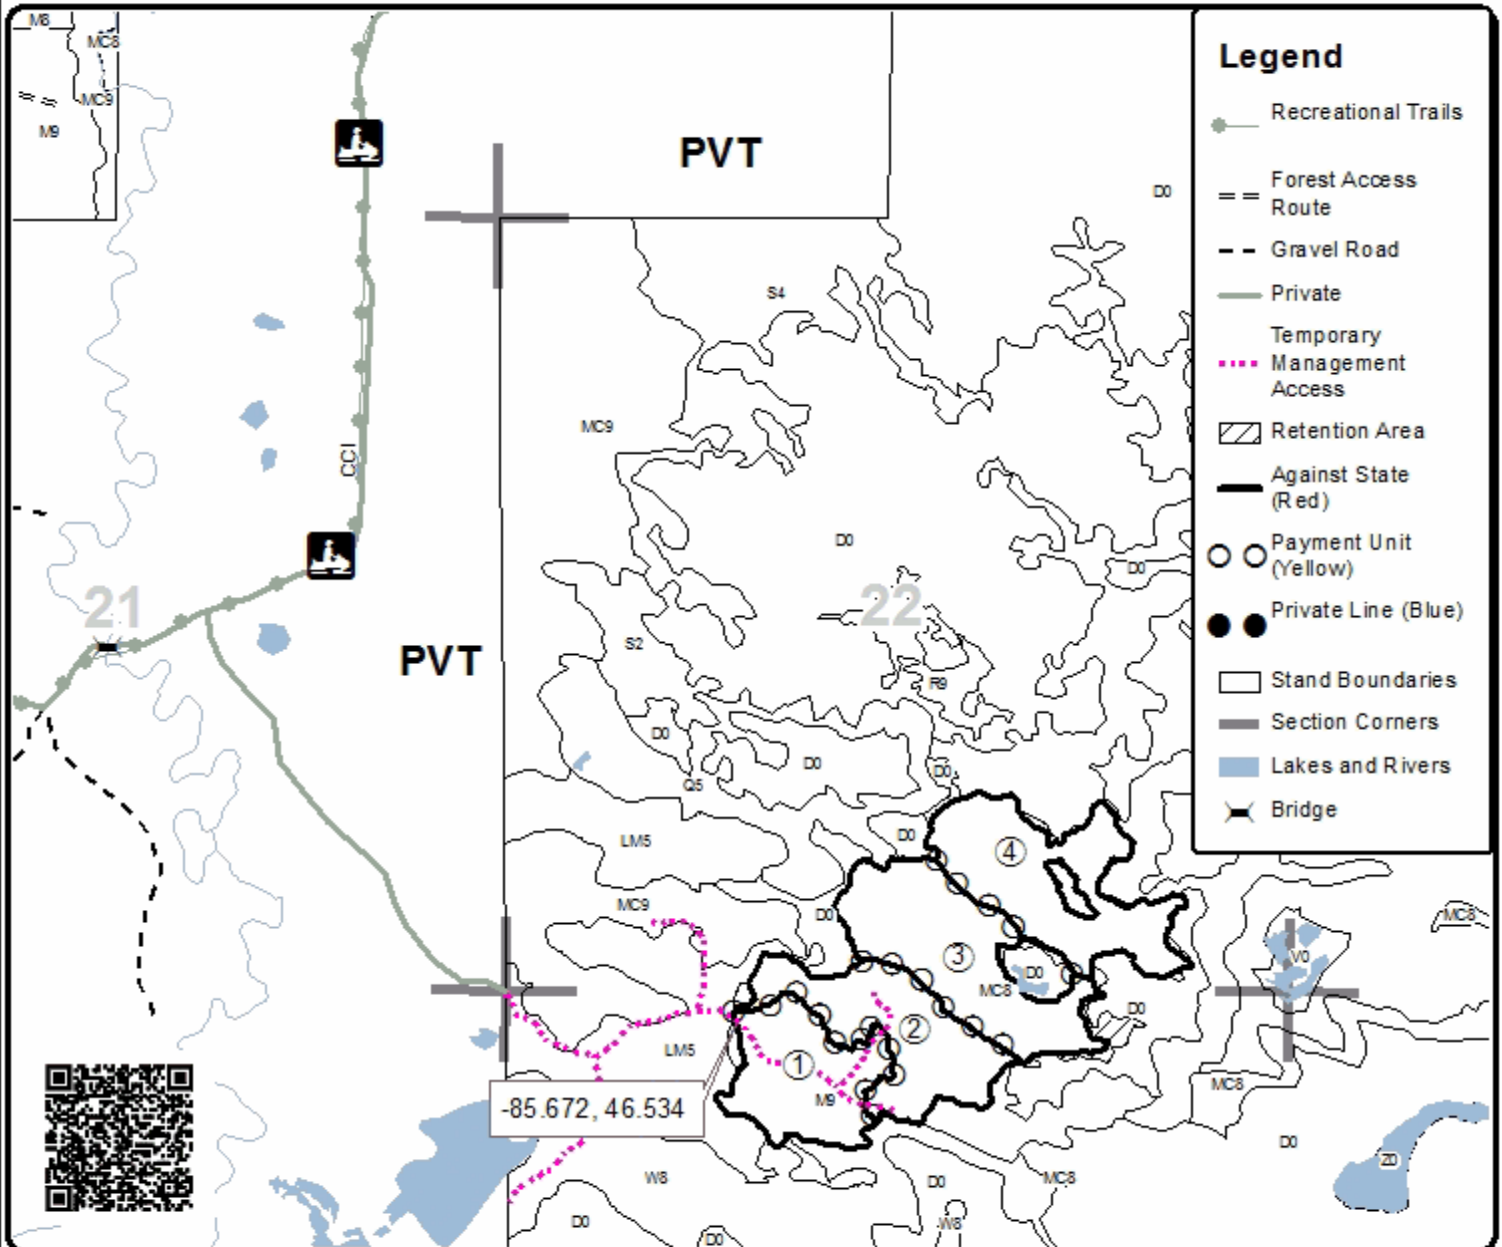 M8
MC8
MC9
M9
PVT
D0
S4
MC9
CCI
D0
D0
21
22
S2
PVT
R9
D0
D0
D0
Q5
LM5
D0
4
MC9
D0
MC8
3
V0
D0
MC8
D0
2
LM5
1
MC8
M9
-85.672, 46.534
D0
Z0
W8
D0
MC8
D0
W8
D0
Legend
Recreational Trails
Forest Access
Route
Gravel Road
Private
Temporary
Management
Access
Retention Area
Against State
(Red)
Payment Unit
(Yellow)
Private Line (Blue)
Stand Boundaries
Section Corners
Lakes and Rivers
Bridge